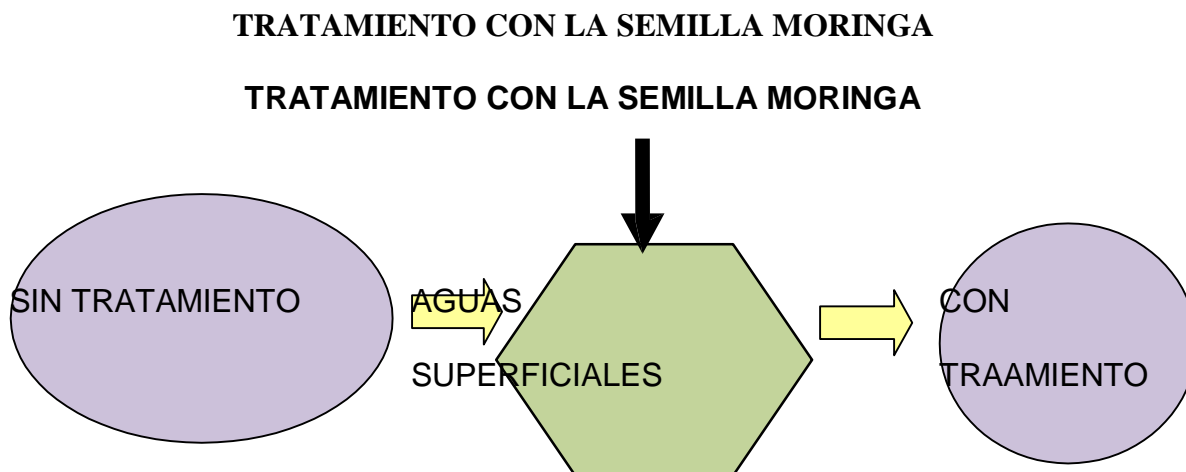 TRATAMIENTO CON LA SEMILLA MORINGA
TRATAMIENTO CON LA SEMILLA MORINGA
SIN TRATAMIENTO
AGUAS
SUPERFICIALES
CON
TRAAMIENTO